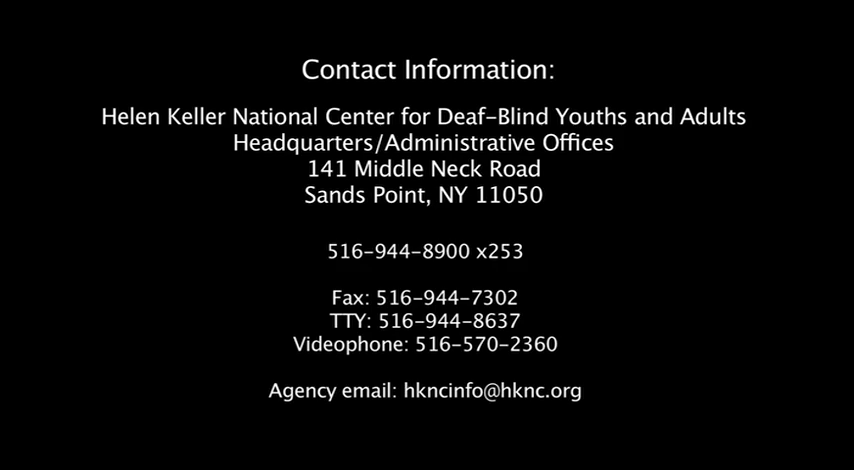 Contact Information:
Helen Keller National Center for Deaf-Blind Youths and Adults
Headquarters/Administrative Offices
141 Middle Neck Road
Sands Point, NY 11050
516-944-8900 x253
Fax: 516-944-7302
TTY: 516-944-8637
Videophone: 516-570-2360
Agency email: hkncinfo@hknc.org